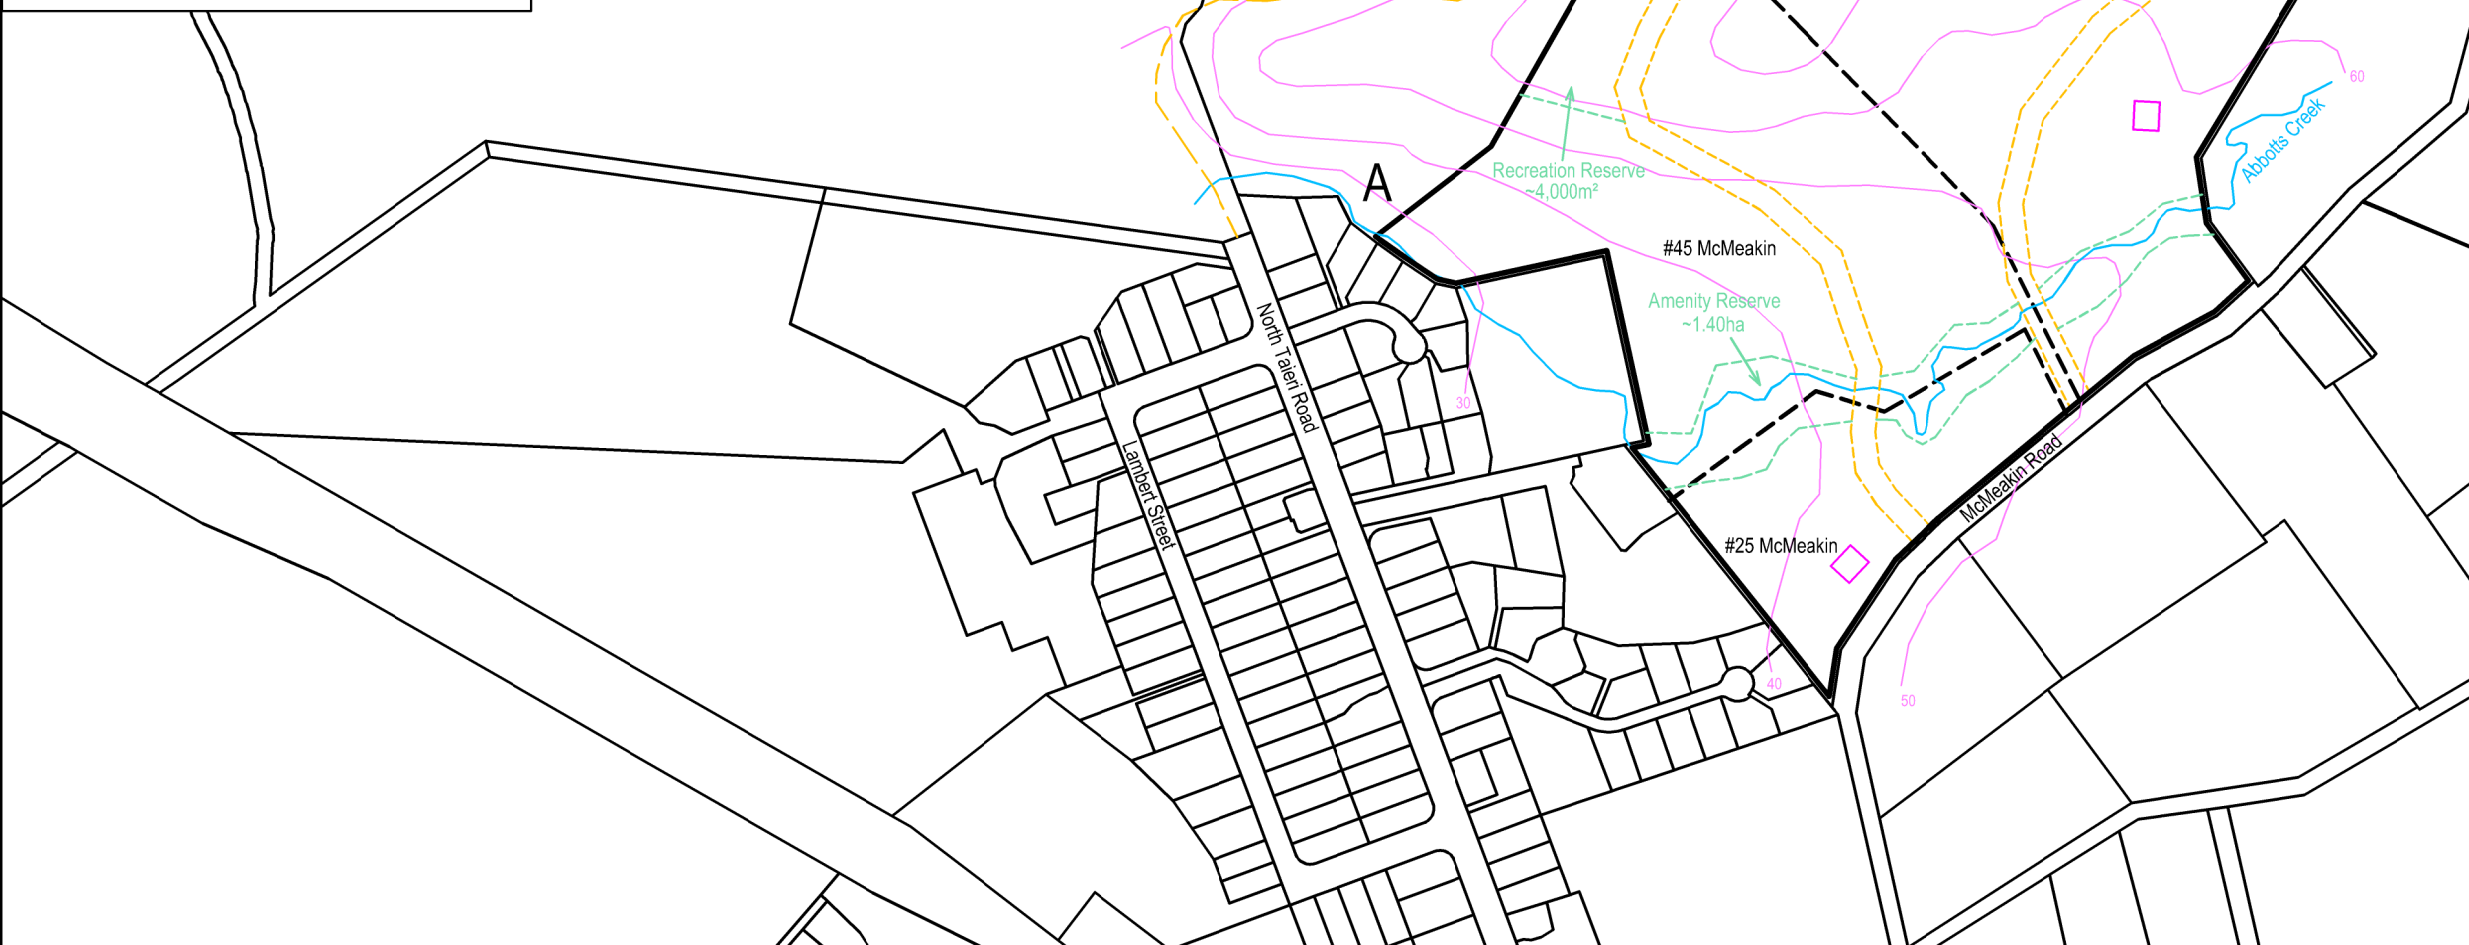 60
Abbotts Creek
A
Recreation Reserve
~4,000m²
#45 McMeakin
Amenity Reserve
~1.40ha
North Taieri Road
30
Lambert Street
McMeakin Road
#25 McMeakin
40
50